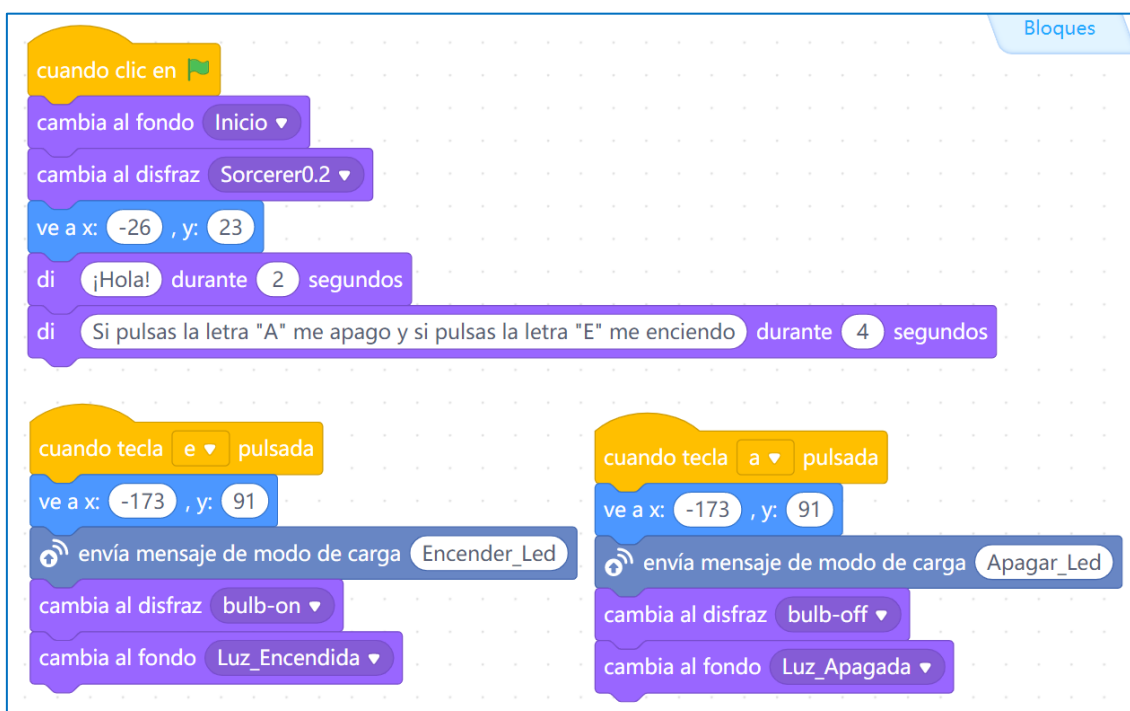 Bloques
cuando clic en
cambia al fondo Inicio
cambia al disfraz Sorcerer0.2
ve a x: -26 , y: 23
di ¡Hola! durante 2 segundos
di Si pulsas la letra "A" me apago y si pulsas la letra "E" me enciendo durante 4 segundos
cuando tecla e pulsada
ve a x: -173 , y: 91
envía mensaje de modo de carga Encender_Led
cambia al disfraz bulb-on
cambia al fondo Luz_Encendida
cuando tecla a pulsada
ve a x: -173 , y: 91
envía mensaje de modo de carga Apagar_Led
cambia al disfraz bulb-off
cambia al fondo Luz_Apagada